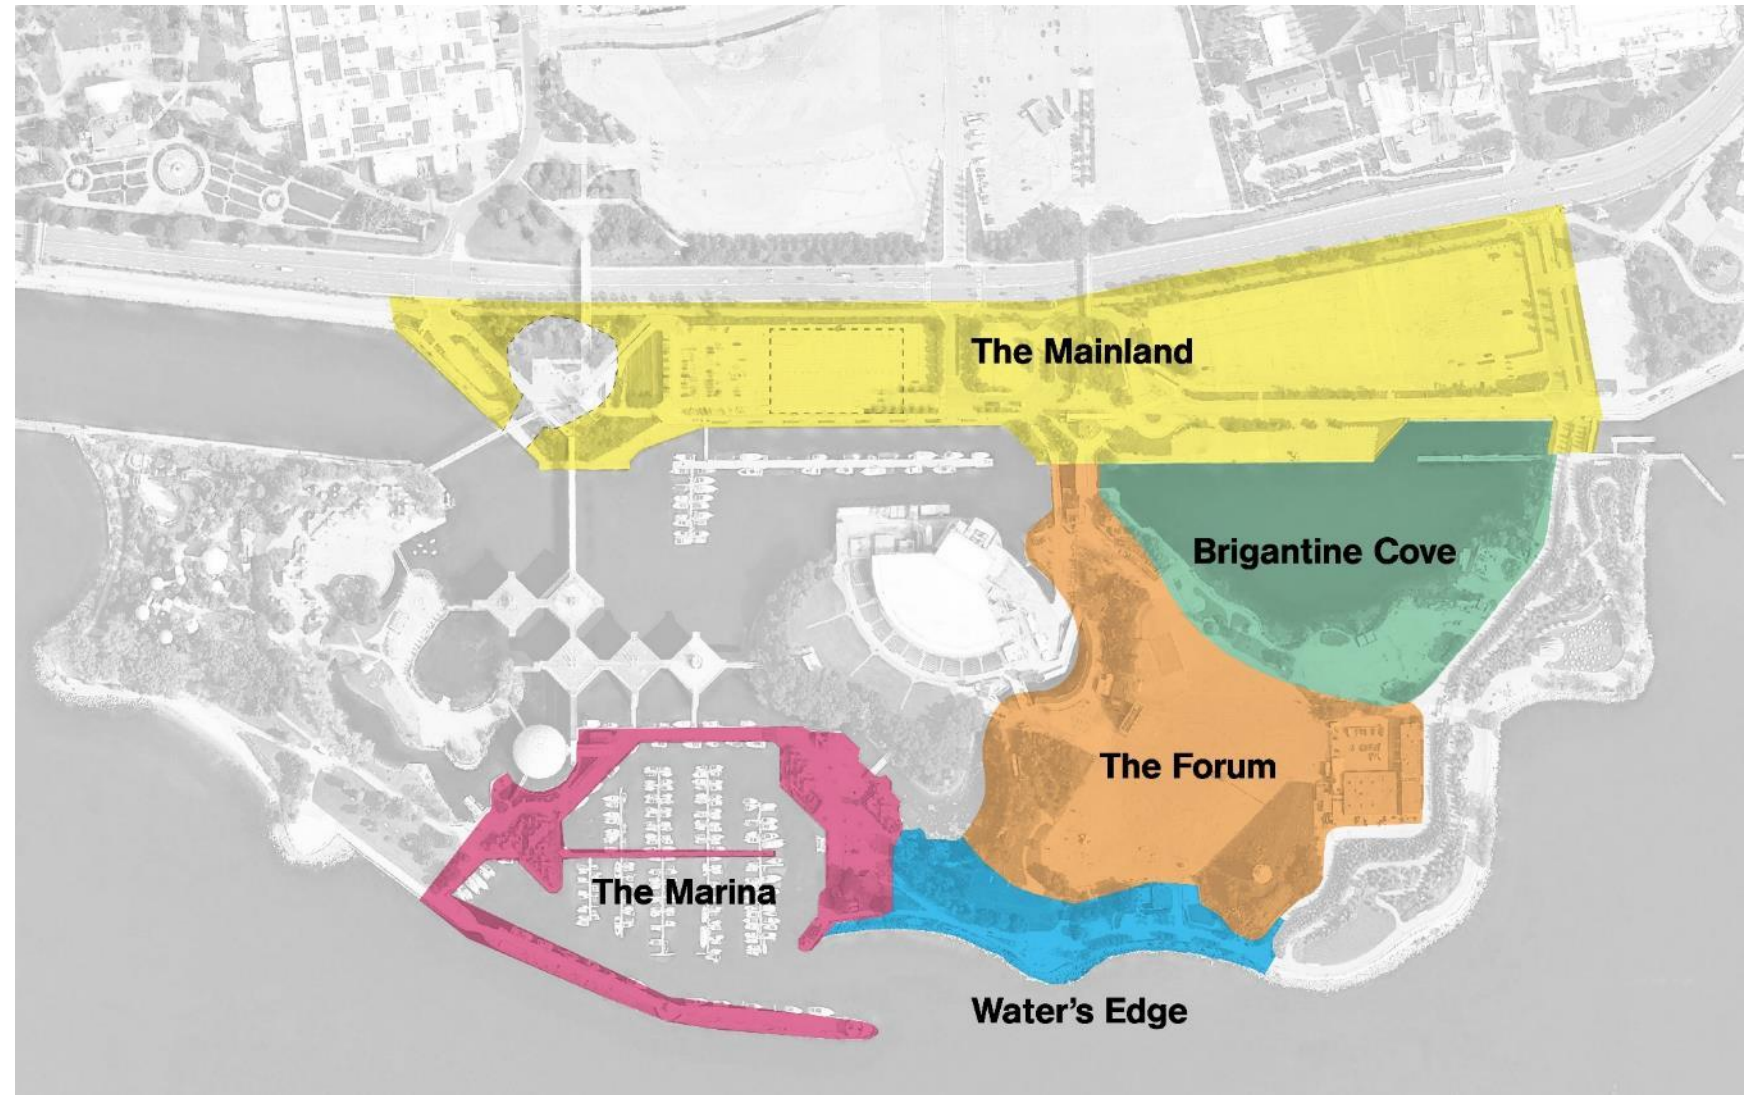 The Mainland
Brigantine Cove
The Forum
The Marina
Water's Edge